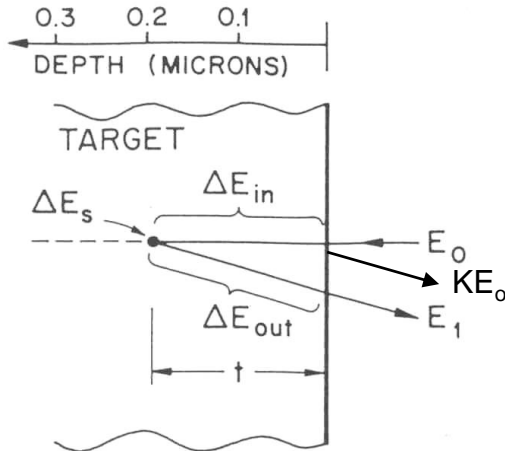 0.3 0.2 0.1
DEPTH (MICRONS)
TARGET
ΔE_in
ΔE_s
E_0
KE_o
ΔE_out
E_1
t